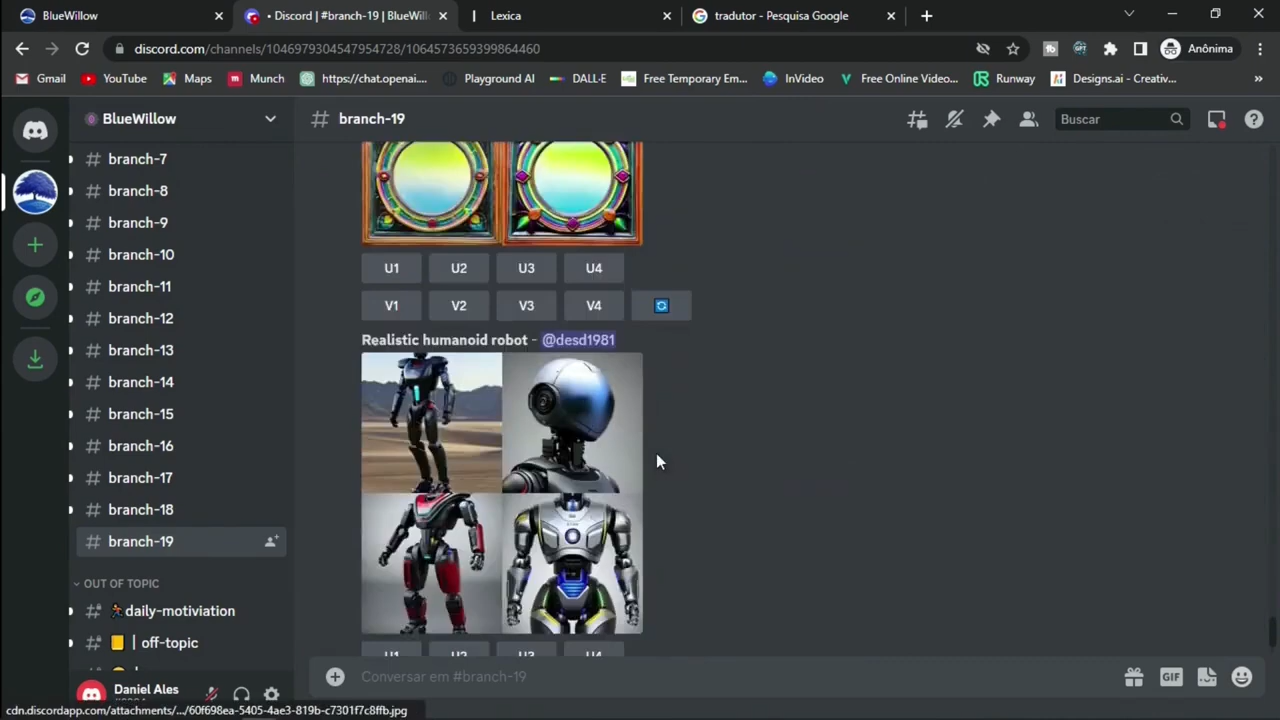 BlueWillow
• Discord | #branch-19 | BlueWill
Lexica
tradutor - Pesquisa Google
discord.com/channels/1046979304547954728/1064573659399864460
Anônima
Gmail
YouTube
Maps
Munch
https://chat.openai....
Playground AI
DALL·E
Free Temporary Em...
InVideo
Free Online Video...
Runway
Designs.ai - Creativ...
»
BlueWillow
# branch-19
Buscar
# branch-7
# branch-8
# branch-9
# branch-10
# branch-11
# branch-12
# branch-13
# branch-14
# branch-15
# branch-16
# branch-17
# branch-18
# branch-19
OUT OF TOPIC
daily-motiviation
| off-topic
Daniel Ales
U1 U2 U3 U4
V1 V2 V3 V4
Realistic humanoid robot - @desd1981
U1 U2 U3 U4
Conversar em #branch-19
GIF
cdn.discordapp.com/attachments/.../60f698ea-5405-4ae3-819b-c7301f7c8ffb.jpg